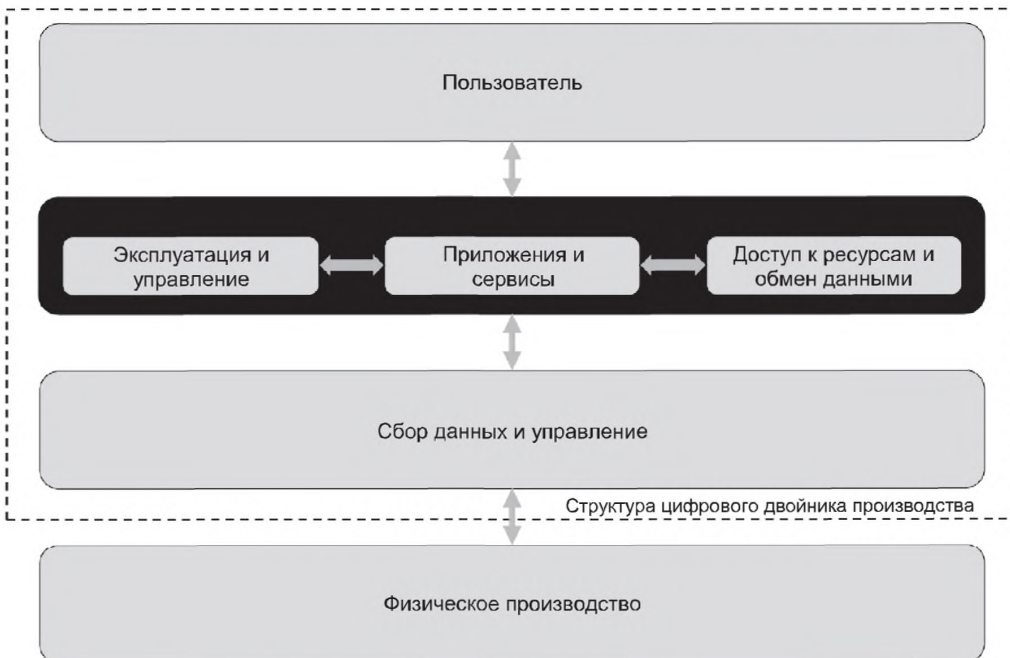 Пользователь
Эксплуатация и
управление
Приложения и
сервисы
Доступ к ресурсам и
обмен данными
Сбор данных и управление
Структура цифрового двойника производства
Физическое производство